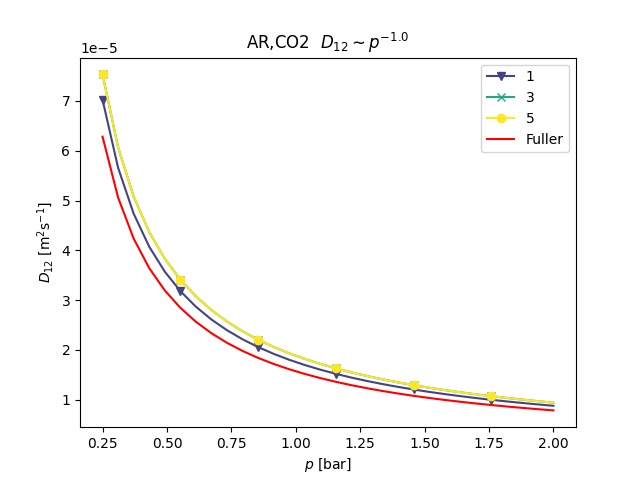 AR,CO2 $D_{12} \sim p^{-1.0}$
1e−5
1
3
5
Fuller
7
6
5
4
3
2
1
$D_{12}$ [m$^2$s$^{-1}$]
0.25 0.50 0.75 1.00 1.25 1.50 1.75 2.00
$p$ [bar]